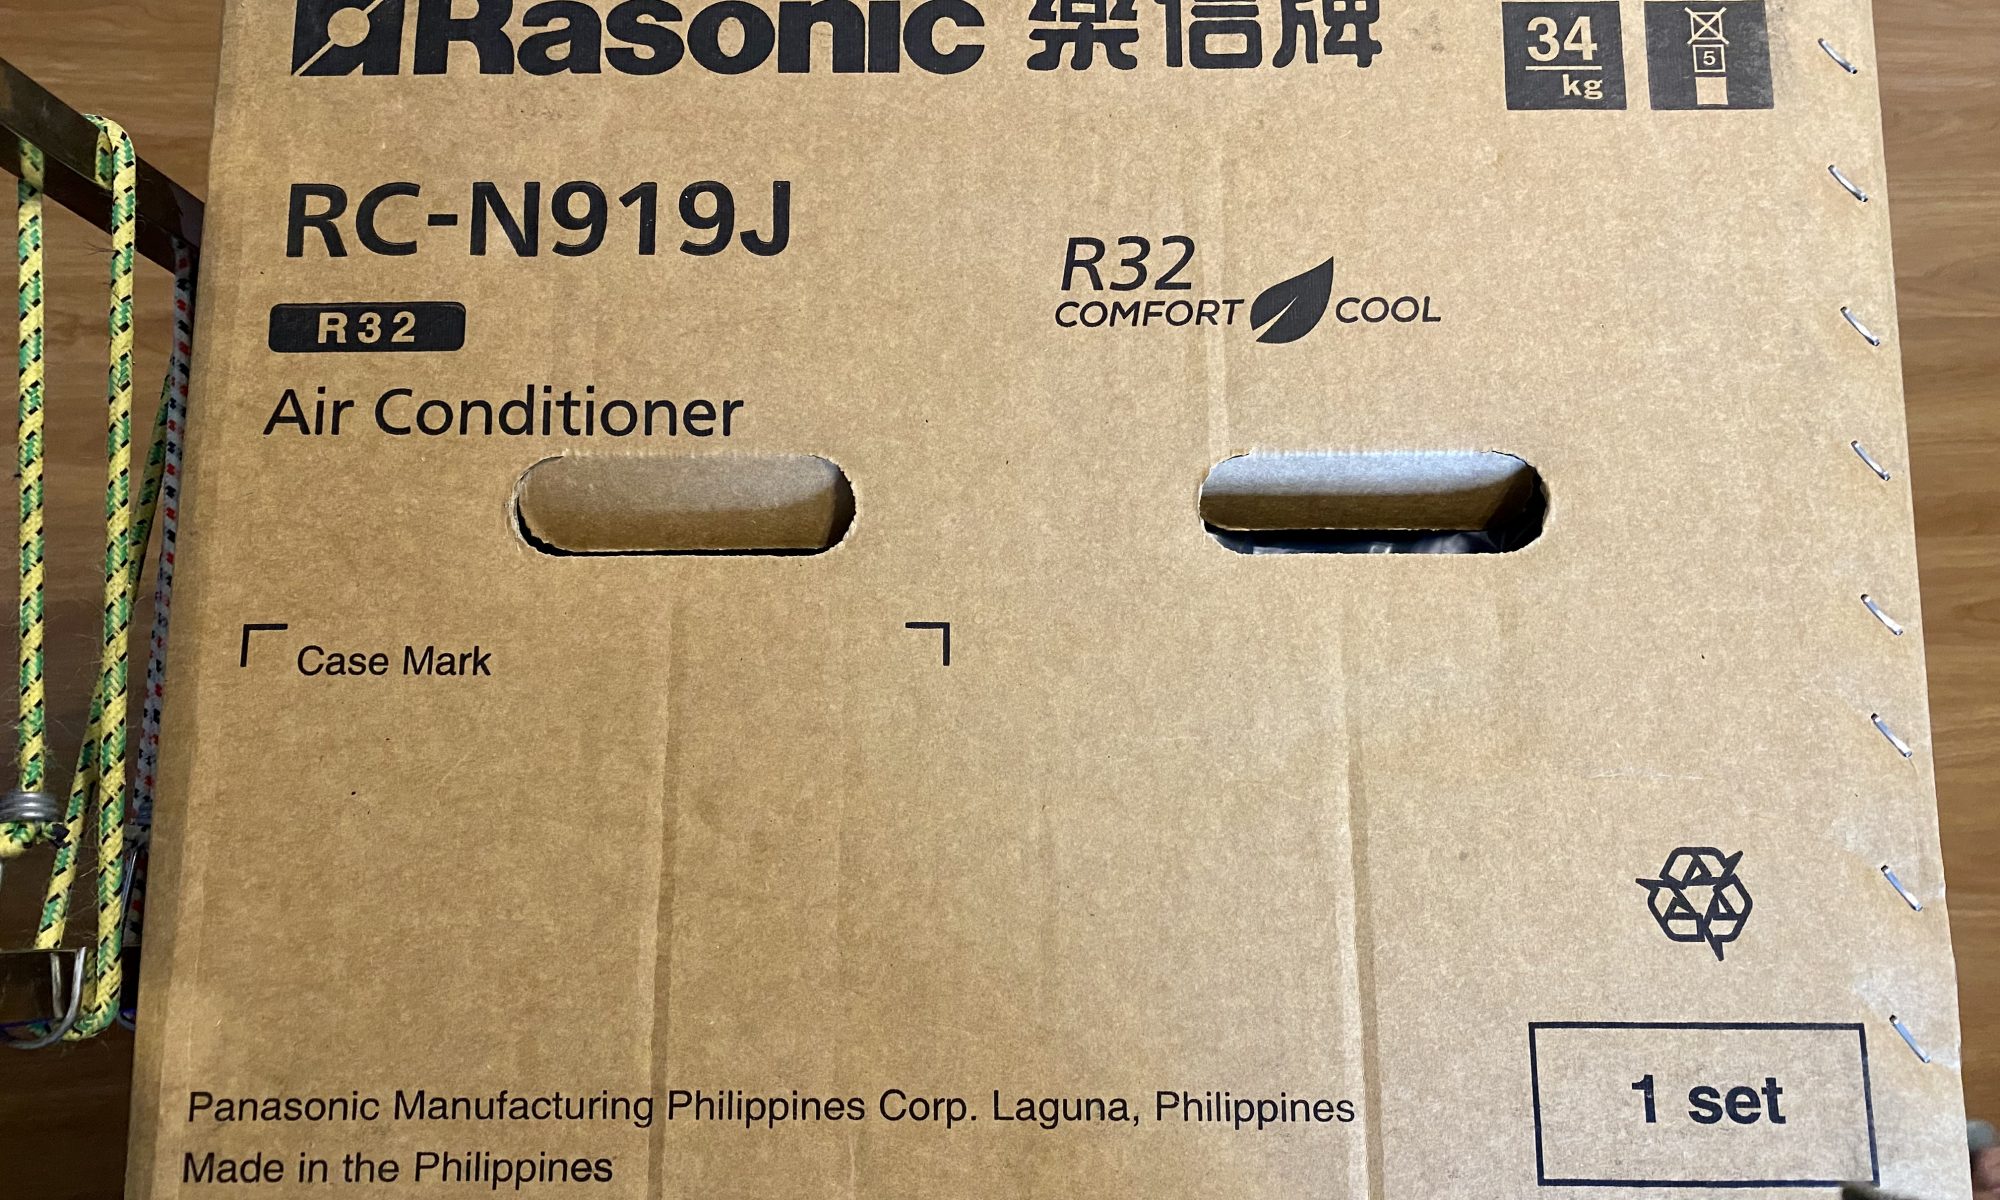 Rasonic 樂信牌
34
kg
5
RC-N919J
R32
COMFORT COOL
R32
Air Conditioner
Case Mark
1 set
Panasonic Manufacturing Philippines Corp. Laguna, Philippines
Made in the Philippines